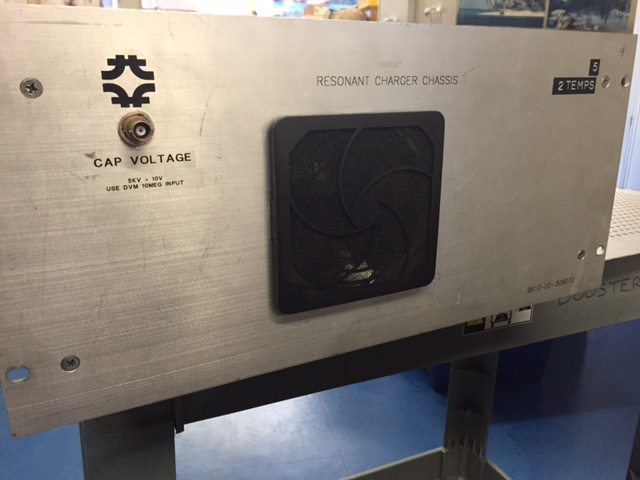 RESONANT CHARGER CHASSIS
5
2 TEMPS
CAP VOLTAGE
5KV = 10V
USE DVM 10MEG INPUT
BOOSTER